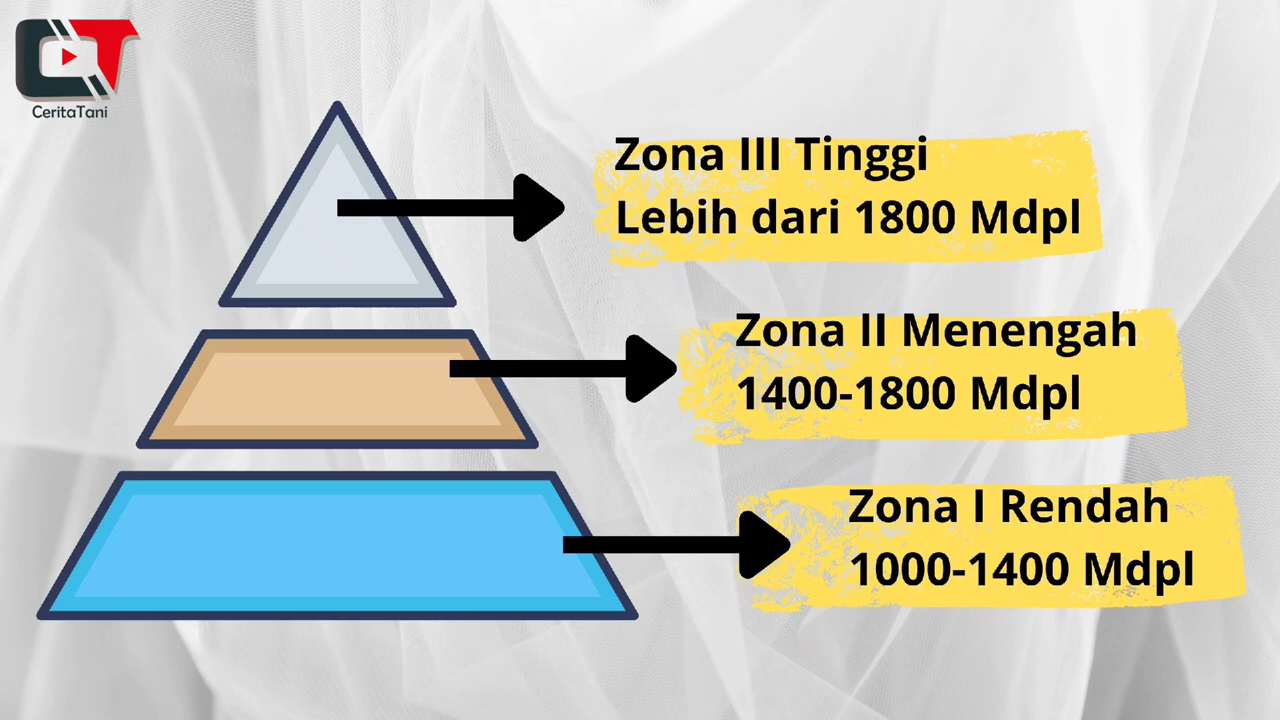 CeritaTani
Zona III Tinggi
Lebih dari 1800 Mdpl
Zona II Menengah
1400-1800 Mdpl
Zona I Rendah
1000-1400 Mdpl